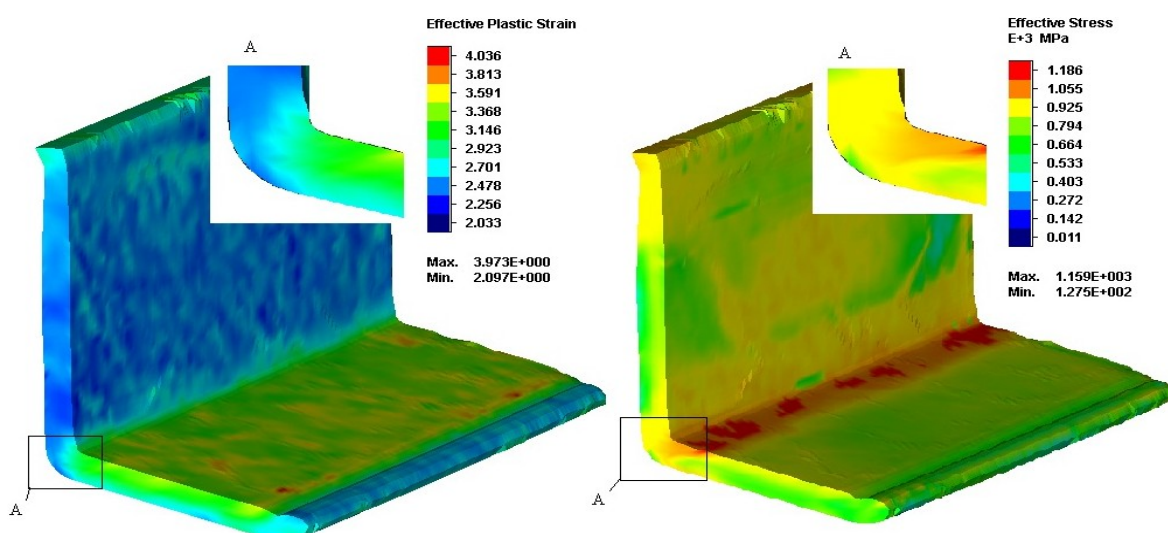 Effective Plastic Strain
A
4.036
3.813
3.591
3.368
3.146
2.923
2.701
2.478
2.256
2.033
Max. 3.973E+000
Min. 2.097E+000
A
Effective Stress
E+3 MPa
A
1.186
1.055
0.925
0.794
0.664
0.533
0.403
0.272
0.142
0.011
Max. 1.159E+003
Min. 1.275E+002
A